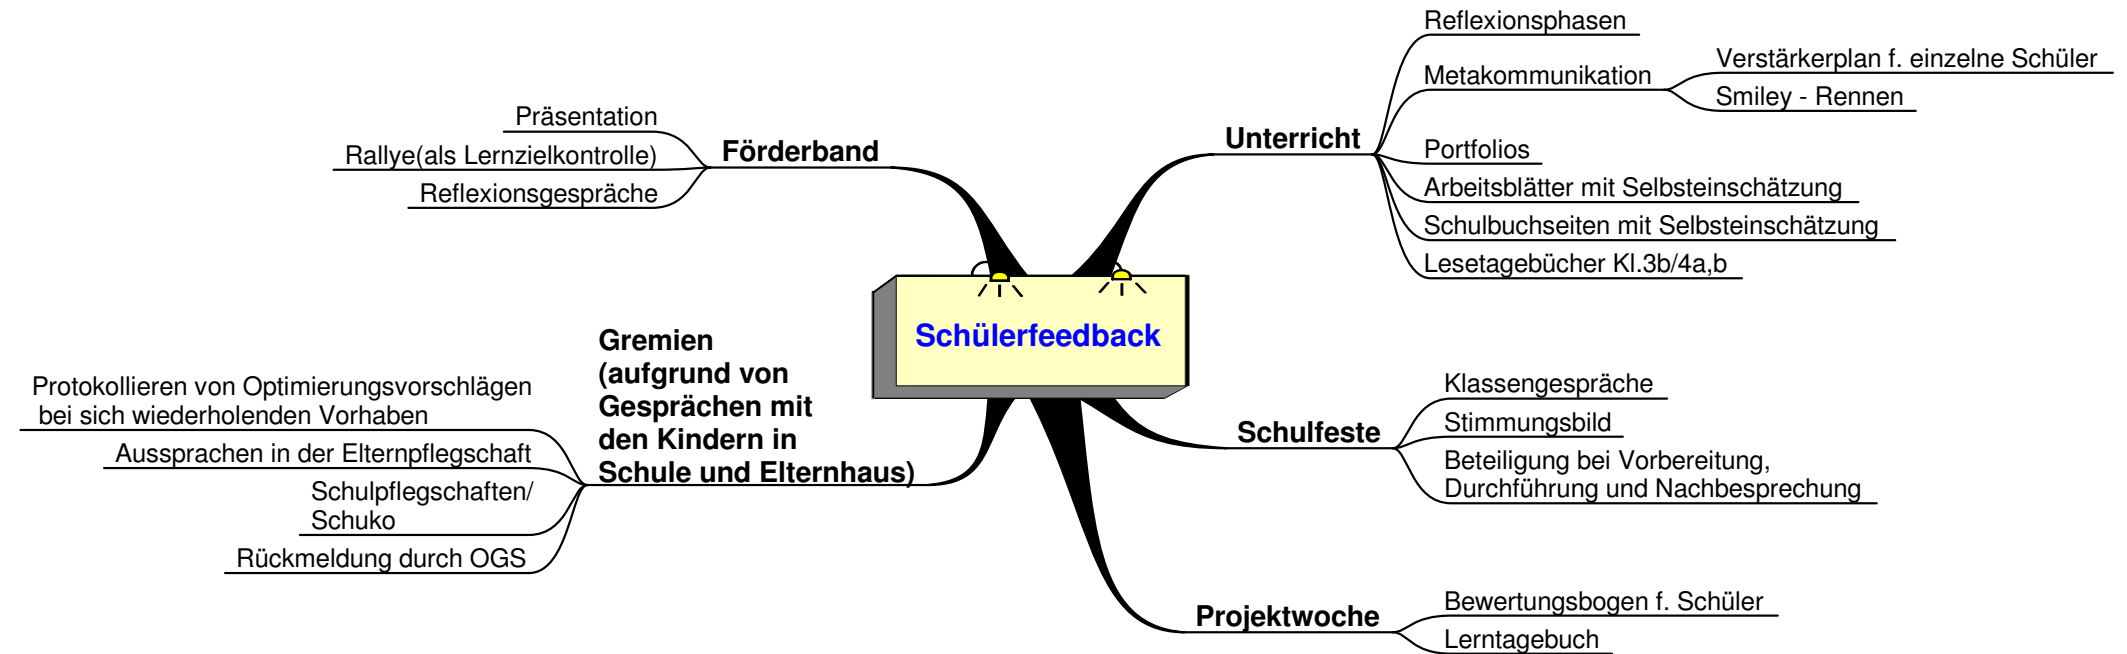 Schülerfeedback
Unterricht
Reflexionsphasen
Metakommunikation
Verstärkerplan f. einzelne Schüler
Smiley - Rennen
Portfolios
Arbeitsblätter mit Selbsteinschätzung
Schulbuchseiten mit Selbsteinschätzung
Lesetagebücher Kl.3b/4a,b
Schulfeste
Klassengespräche
Stimmungsbild
Beteiligung bei Vorbereitung,
Durchführung und Nachbesprechung
Projektwoche
Bewertungsbogen f. Schüler
Lerntagebuch
Gremien
(aufgrund von
Gesprächen mit
den Kindern in
Schule und Elternhaus)
Protokollieren von Optimierungsvorschlägen
bei sich wiederholenden Vorhaben
Aussprachen in der Elternpflegschaft
Schulpflegschaften/
Schuko
Rückmeldung durch OGS
Förderband
Präsentation
Rallye(als Lernzielkontrolle)
Reflexionsgespräche